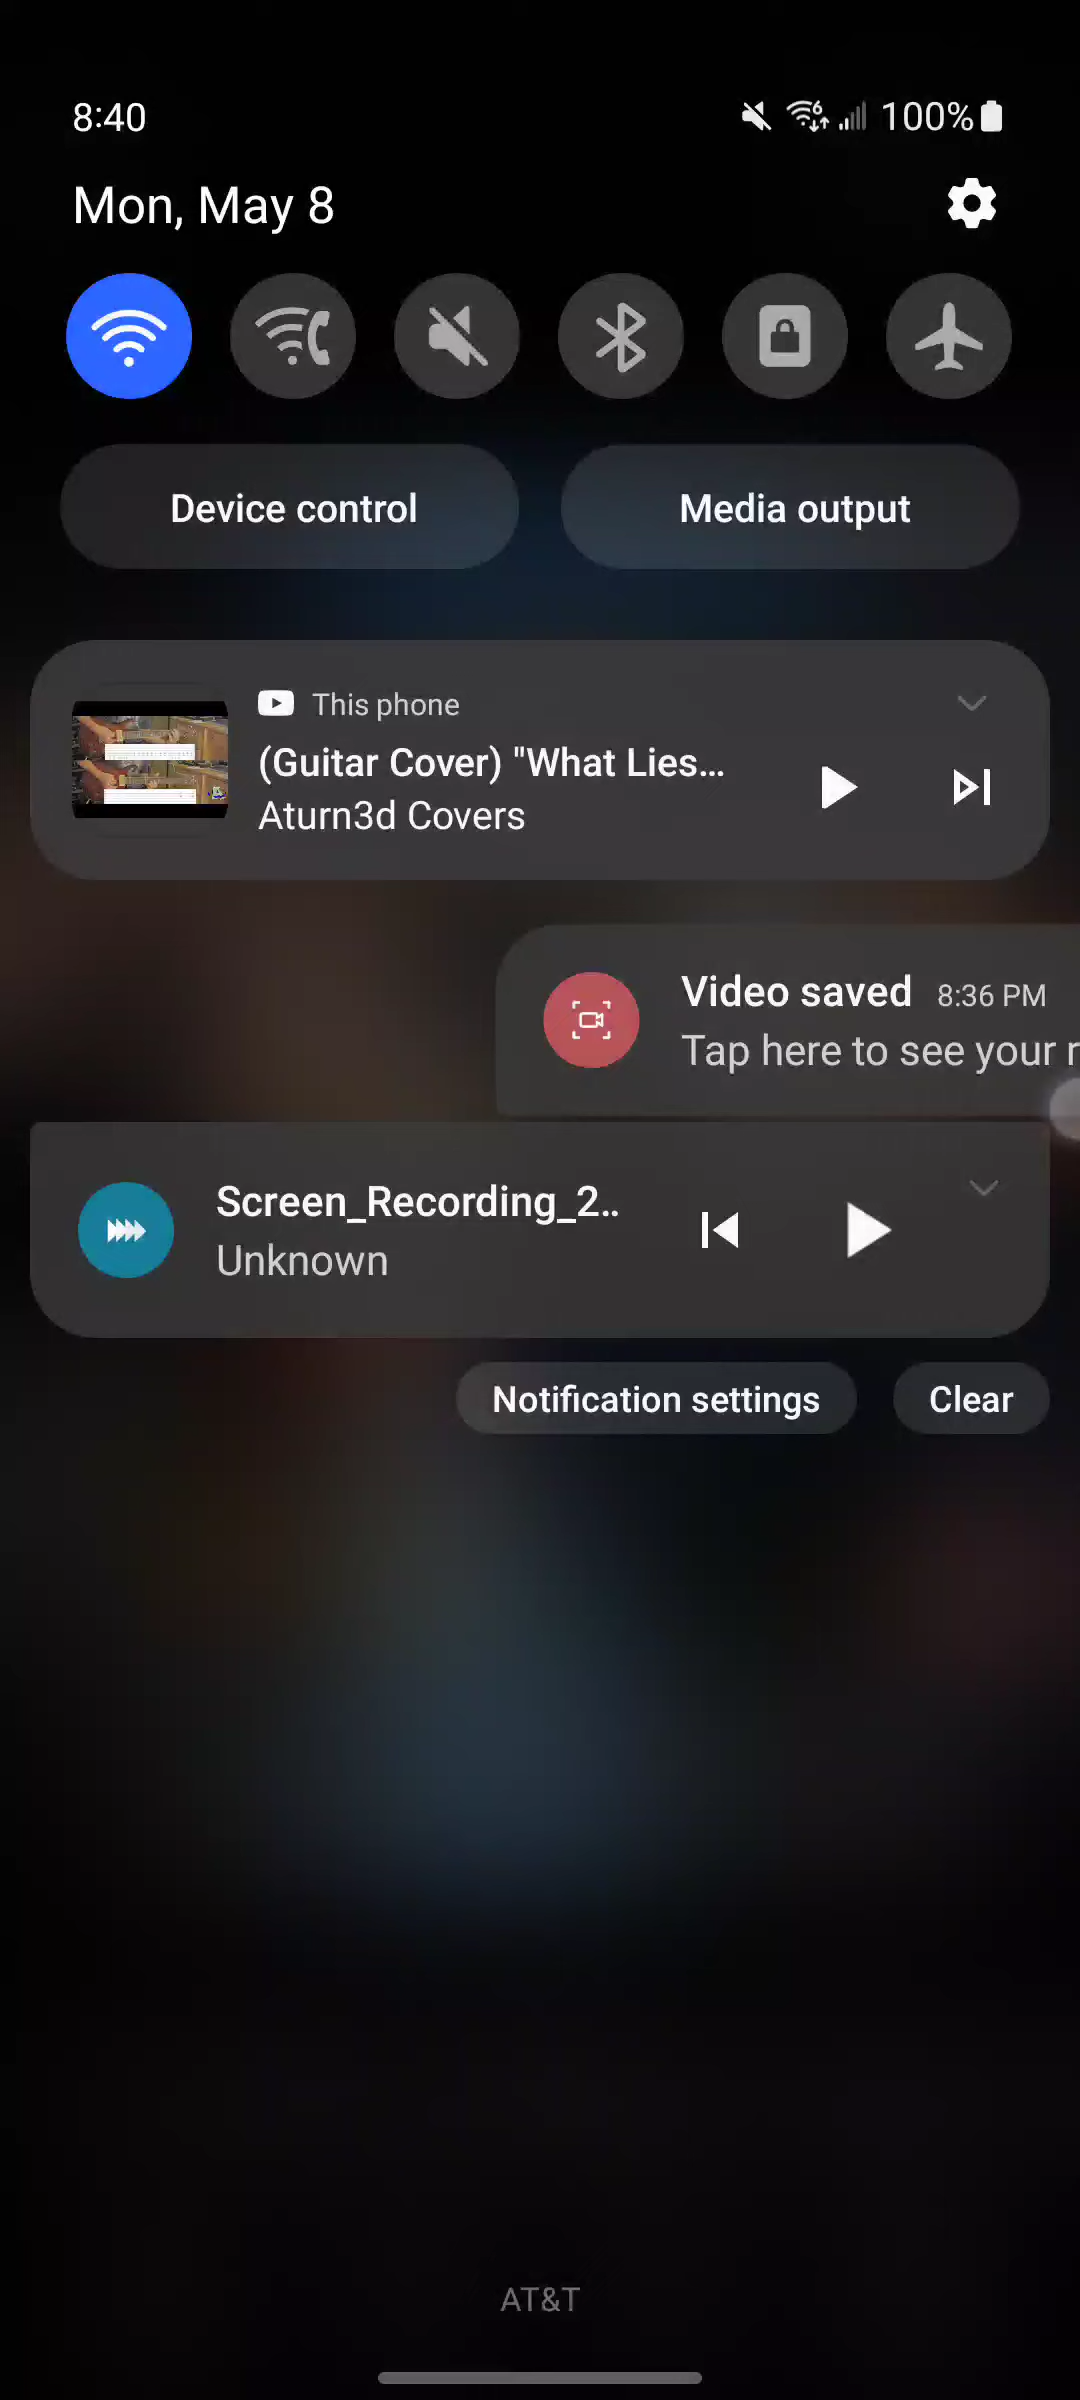 8:40
100%
Mon, May 8
Device control
Media output
This phone
(Guitar Cover) "What Lies...
Aturn3d Covers
Video saved 8:36 PM
Tap here to see your r
Screen_Recording_2..
Unknown
Notification settings
Clear
AT&T